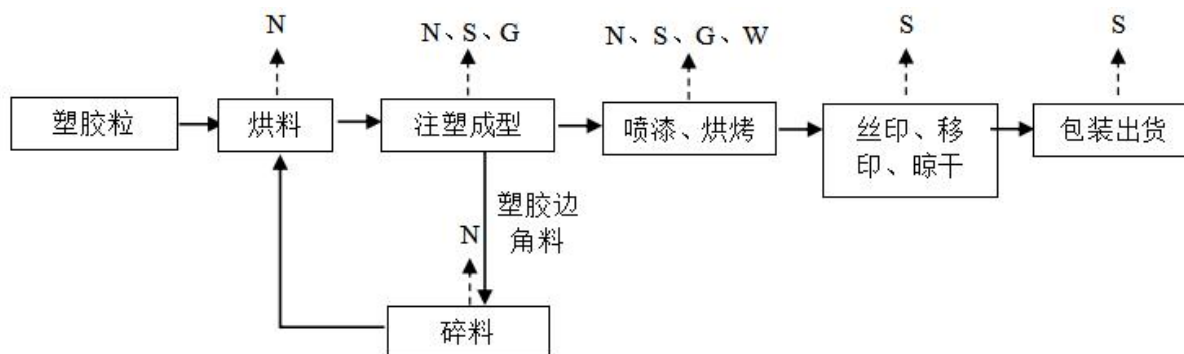 N
N、S、G
N、S、G、W
S
S
塑胶粒
烘料
注塑成型
喷漆、烘烤
丝印、移
印、晾干
包装出货
塑胶边
角料
N
碎料